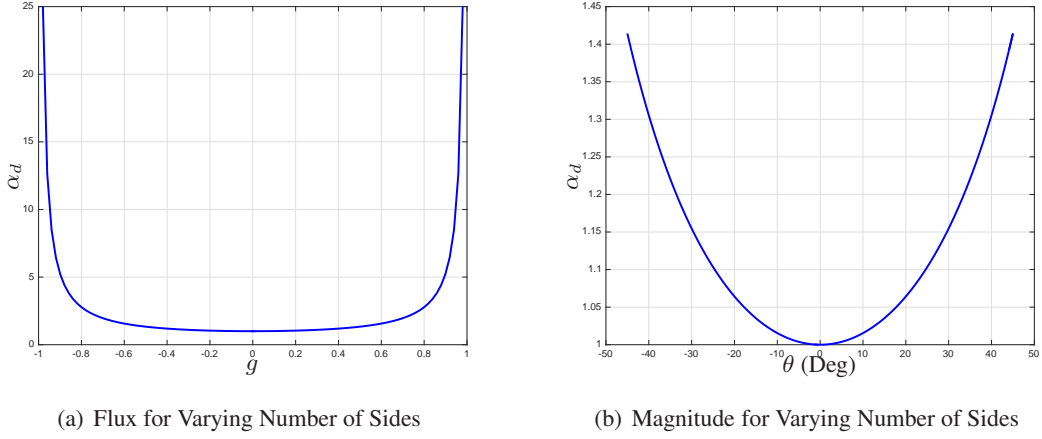 25
20
15
10
5
0
α_d
-1 -0.8 -0.6 -0.4 -0.2 0 0.2 0.4 0.6 0.8 1
g
(a) Flux for Varying Number of Sides
1.45
1.4
1.35
1.3
1.25
1.2
1.15
1.1
1.05
1
α_d
-50 -40 -30 -20 -10 0 10 20 30 40 50
θ (Deg)
(b) Magnitude for Varying Number of Sides